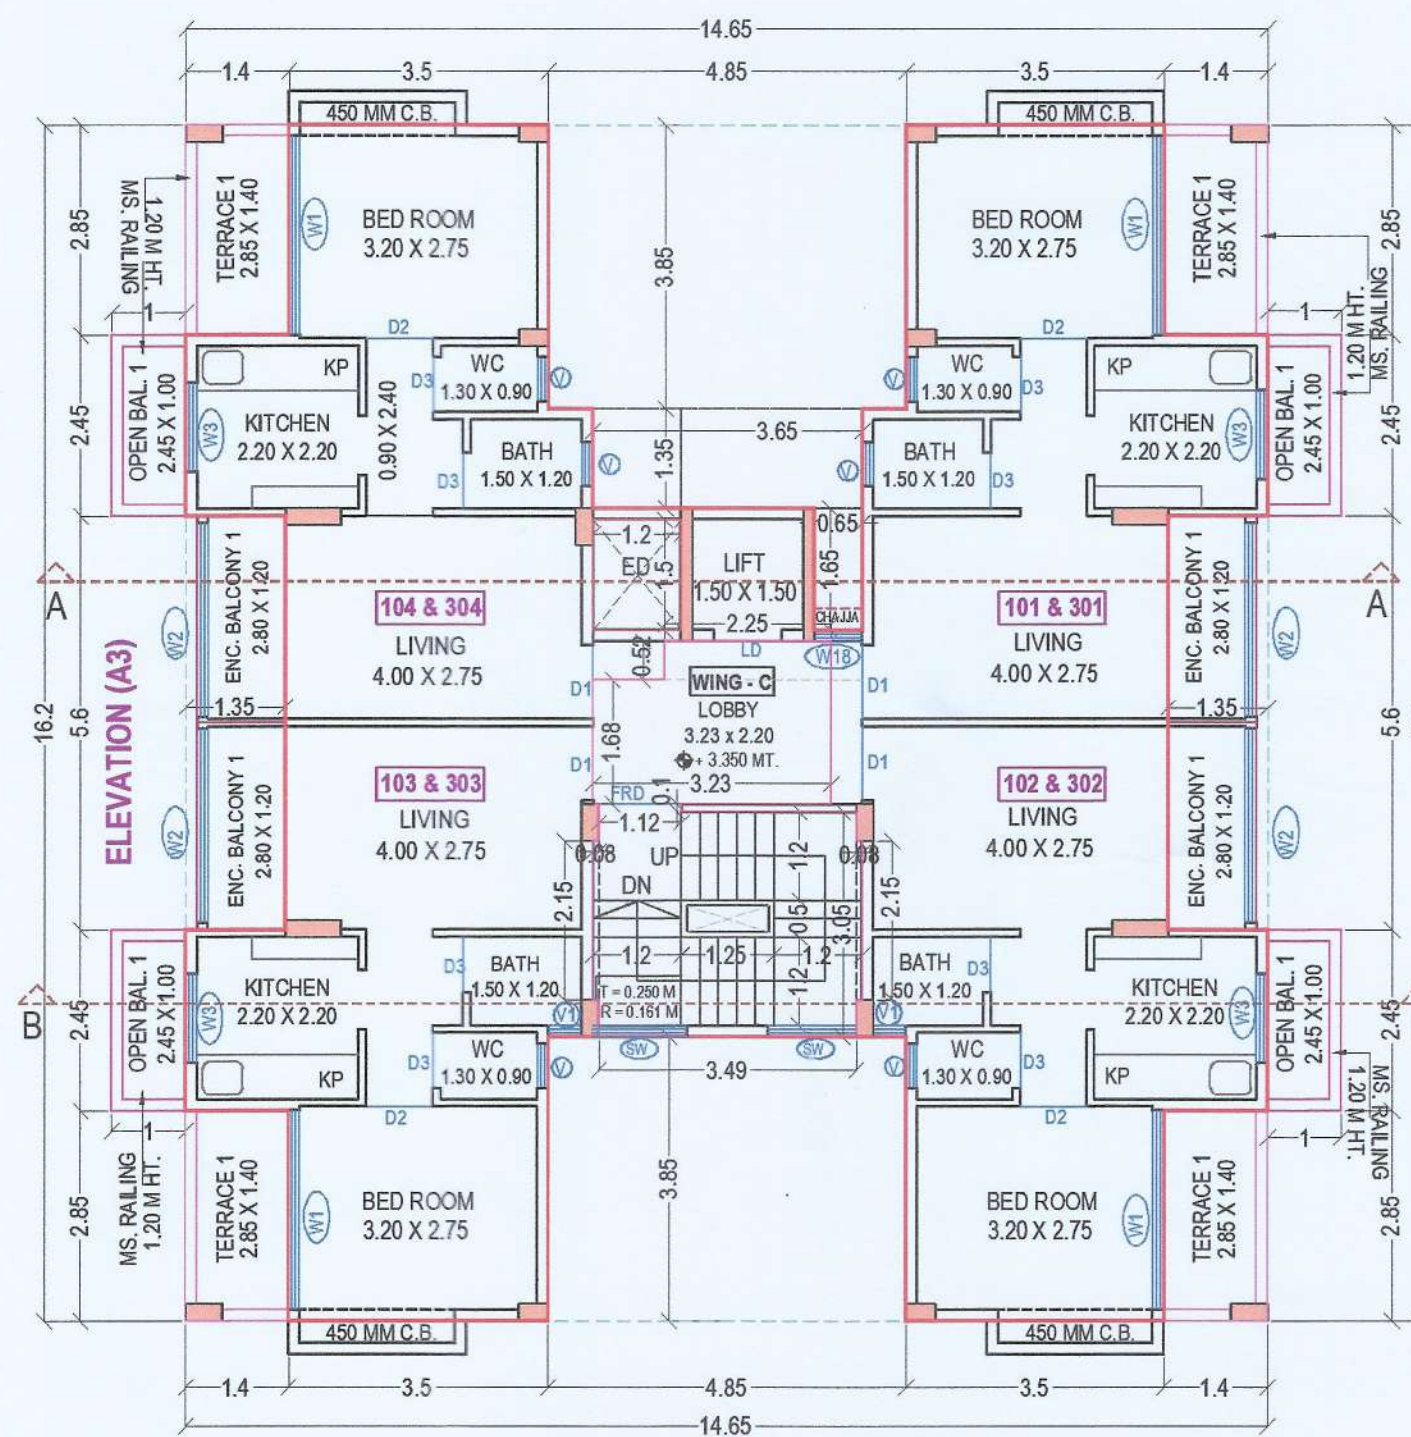 14.65
1.4 3.5 4.85 3.5 1.4
450 MM C.B. 450 MM C.B.
MS. RAILING
1.20 M HT.
TERRACE 1
2.85 X 1.40
W1
BED ROOM
3.20 X 2.75
3.85
BED ROOM
3.20 X 2.75
W1
TERRACE 1
2.85 X 1.40
2.85
2.85
1
1
1.20 M HT.
MS. RAILING
D2
D2
OPEN BAL. 1
2.45 X 1.00
W3
KP
KITCHEN
2.20 X 2.20
0.90 X 2.40
D3
WC
1.30 X 0.90
V
V
WC
1.30 X 0.90
D3
KP
KITCHEN
2.20 X 2.20
W3
OPEN BAL. 1
2.45 X 1.00
2.45
2.45
D3
BATH
1.50 X 1.20
V
1.35
3.65
V
BATH
1.50 X 1.20
D3
A
W2
ENC. BALCONY 1
2.80 X 1.20
104 & 304
LIVING
4.00 X 2.75
1.2
ED
1.5
LIFT
1.50 X 1.50
2.25
0.65
1.65
CHAJJA
101 & 301
LIVING
4.00 X 2.75
ENC. BALCONY 1
2.80 X 1.20
W2
A
LD
W18
0.52
WING - C
LOBBY
3.23 x 2.20
+ 3.350 MT.
3.23
D1
D1
1.35
1.35
1.68
D1
D1
16.2
5.6
5.6
ELEVATION (A3)
W2
ENC. BALCONY 1
2.80 X 1.20
103 & 303
LIVING
4.00 X 2.75
FRD
0.1
1.12
0.08
UP
DN
2.15
1.2
0.08
0.5
3.05
2.15
102 & 302
LIVING
4.00 X 2.75
ENC. BALCONY 1
2.80 X 1.20
W2
1.2
1.25
1.2
1.2
T = 0.250 M
R = 0.161 M
B
2.45
2.45
OPEN BAL. 1
2.45 X 1.00
W3
KITCHEN
2.20 X 2.20
KP
D3
BATH
1.50 X 1.20
V1
V1
BATH
1.50 X 1.20
D3
KITCHEN
2.20 X 2.20
KP
W3
OPEN BAL. 1
2.45 X 1.00
D3
WC
1.30 X 0.90
V
SW
SW
3.49
V
WC
1.30 X 0.90
D3
D2
D2
1
1
MS. RAILING
1.20 M HT.
MS. RAILING
1.20 M HT.
2.85
TERRACE 1
2.85 X 1.40
W1
BED ROOM
3.20 X 2.75
3.85
BED ROOM
3.20 X 2.75
W1
TERRACE 1
2.85 X 1.40
2.85
450 MM C.B. 450 MM C.B.
1.4 3.5 4.85 3.5 1.4
14.65